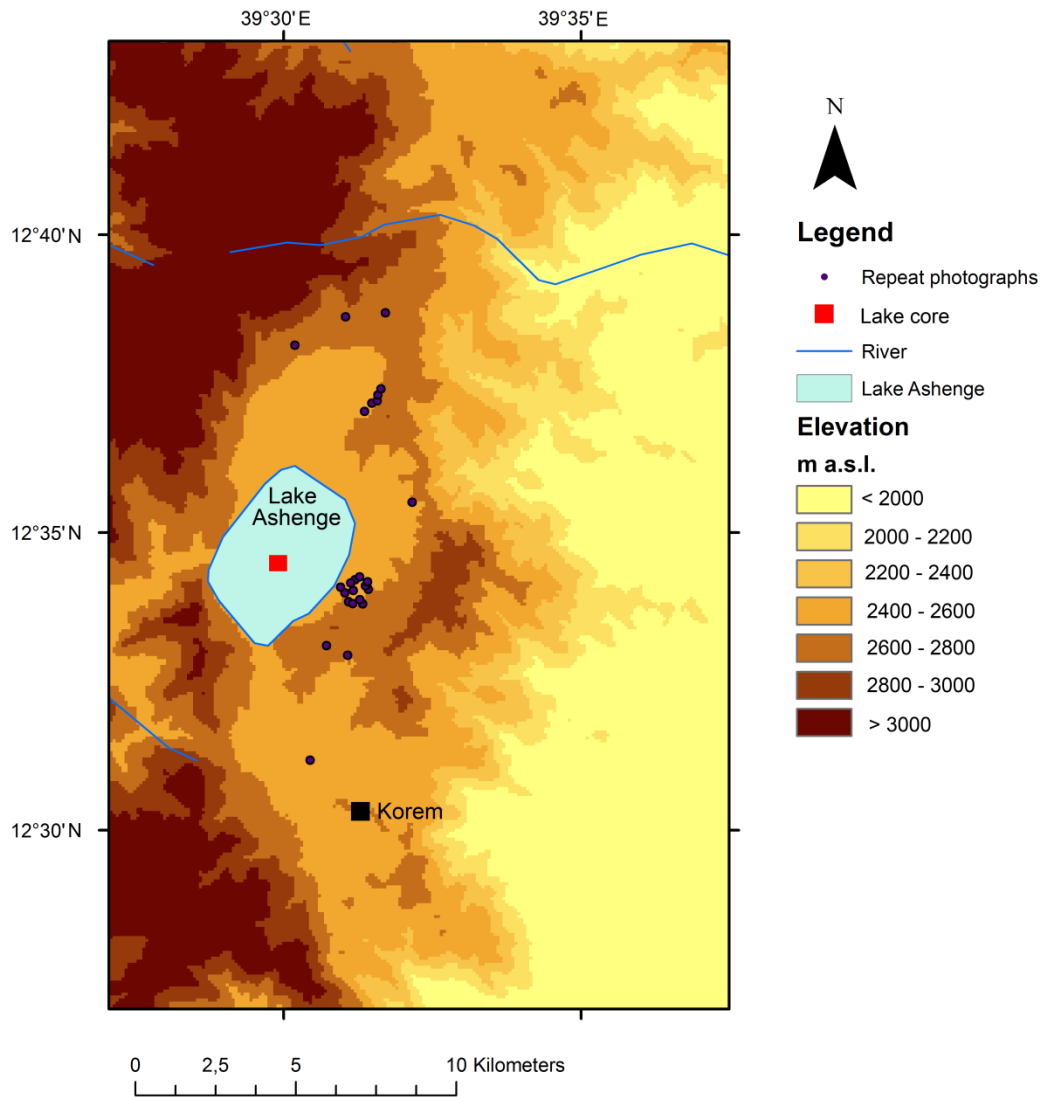 39°30' E 39°35' E
N
12°40' N
Legend
Repeat photographs
Lake core
River
Lake Ashenge
Elevation
m a.s.l.
< 2000
2000 - 2200
2200 - 2400
2400 - 2600
2600 - 2800
2800 - 3000
> 3000
Lake
Ashenge
12°35' N
Korem
12°30' N
0 2,5 5 10 Kilometers